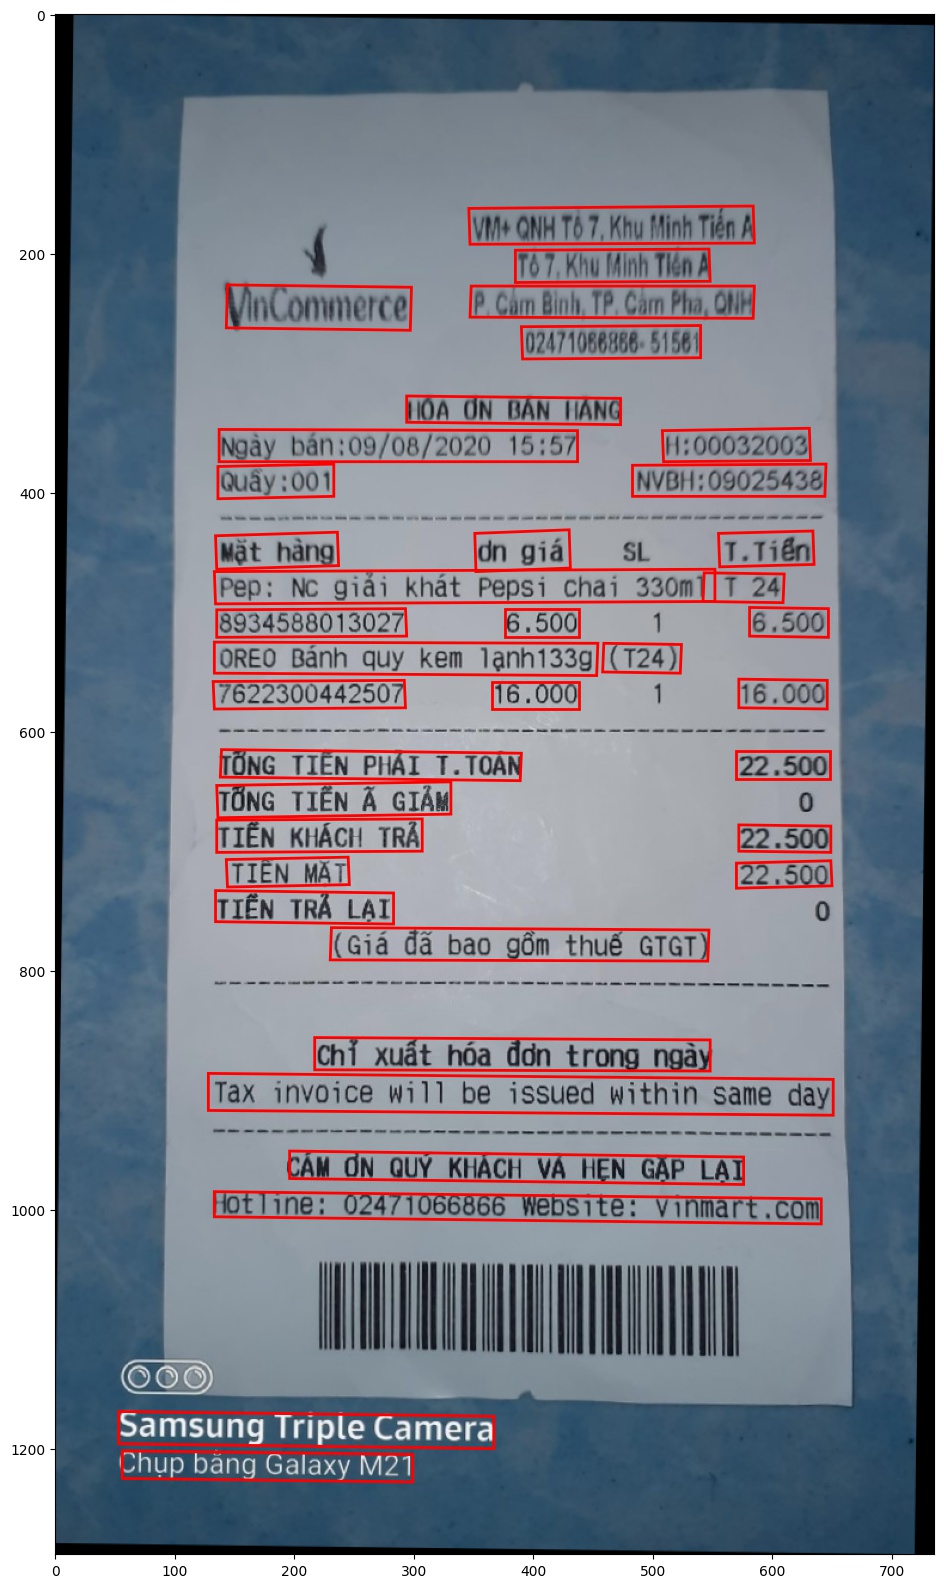 VM+ QNH Tổ 7, Khu Minh Tiến A
Tổ 7, Khu Minh Tiến A
VinCommerce
P. Cẩm Bình, TP. Cẩm Phả, QNH
02471066866-51561
HÓA ƠN BÁN HÀNG
Ngày bán:09/08/2020 15:57 H:00032003
Quầy:001 NVBH:09025438
Mặt hàng ơn giá SL T.Tiền
Pep: Nc giải khát Pepsi chai 330ml T 24
8934588013027 6.500 1 6.500
OREO Bánh quy kem lạnh133g (T24)
7622300442507 16.000 1 16.000
TỔNG TIỀN PHẢI T.TOÁN 22.500
TỔNG TIỀN Ã GIẢM 0
TIỀN KHÁCH TRẢ 22.500
TIỀN MẶT 22.500
TIỀN TRẢ LẠI 0
(Giá đã bao gồm thuế GTGT)
Chỉ xuất hóa đơn trong ngày
Tax invoice will be issued within same day
CẢM ƠN QUÝ KHÁCH VÀ HẸN GẶP LẠI
Hotline: 02471066866 Website: Vinmart.com
Samsung Triple Camera
Chụp bằng Galaxy M21
0
200
400
600
800
1000
1200
0 100 200 300 400 500 600 700